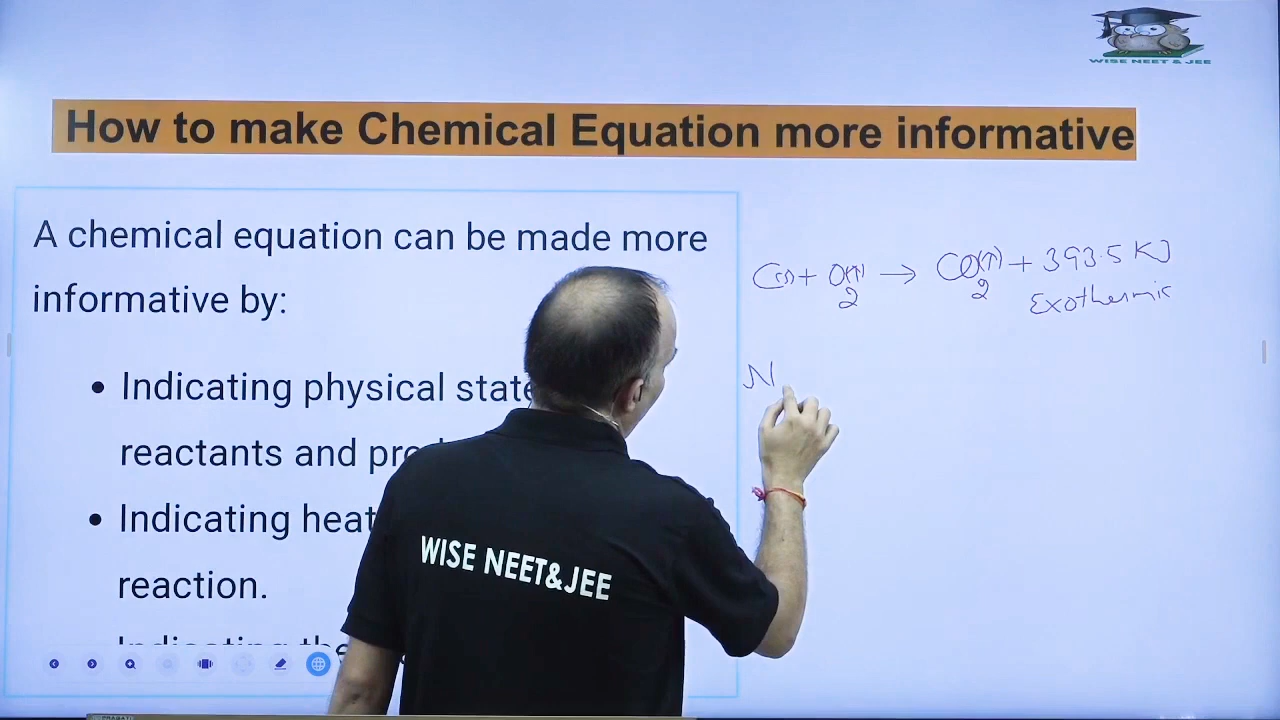 WISE NEET & JEE
How to make Chemical Equation more informative
A chemical equation can be made more
informative by:
• Indicating physical state
reactants and pro
• Indicating heat
reaction.
C(s) + O₂(g) → CO₂(g) + 393.5 KJ
Exothermic
N
WISE NEET&JEE